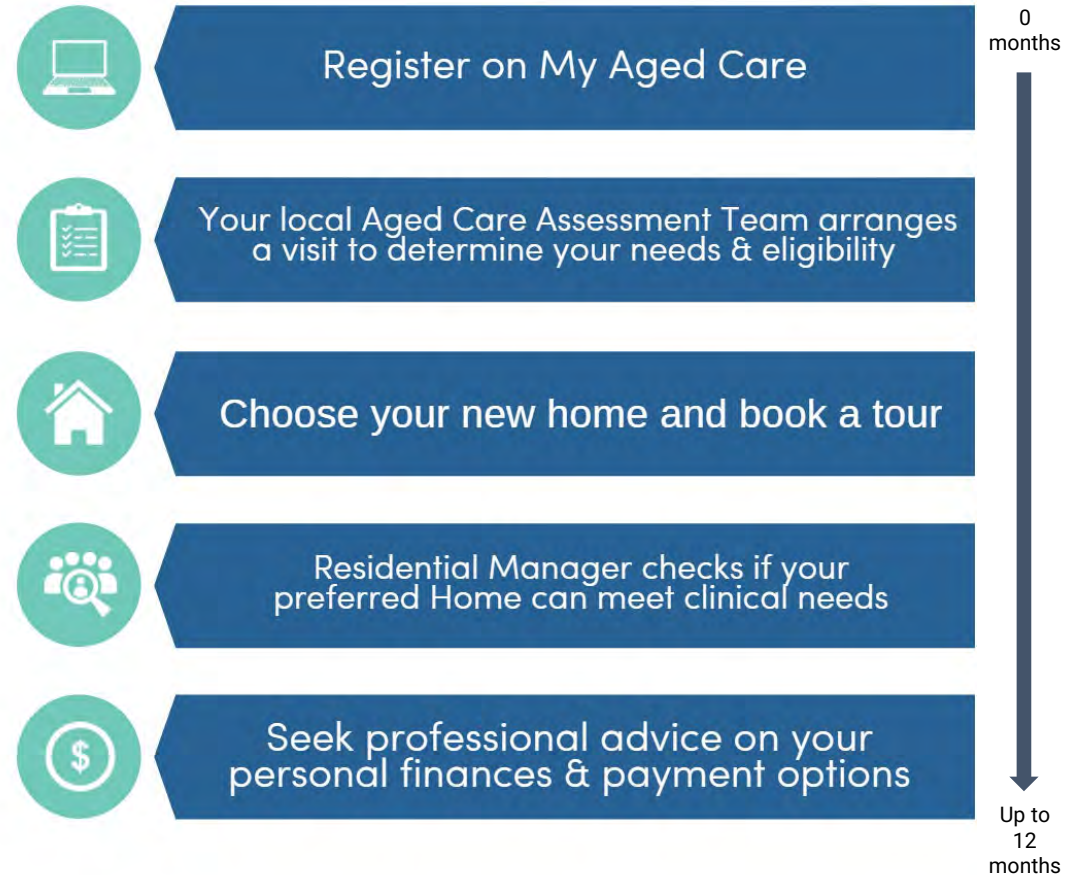 0
months
Register on My Aged Care
Your local Aged Care Assessment Team arranges
a visit to determine your needs & eligibility
Choose your new home and book a tour
Residential Manager checks if your
preferred Home can meet clinical needs
$
Seek professional advice on your
personal finances & payment options
Up to
12
months